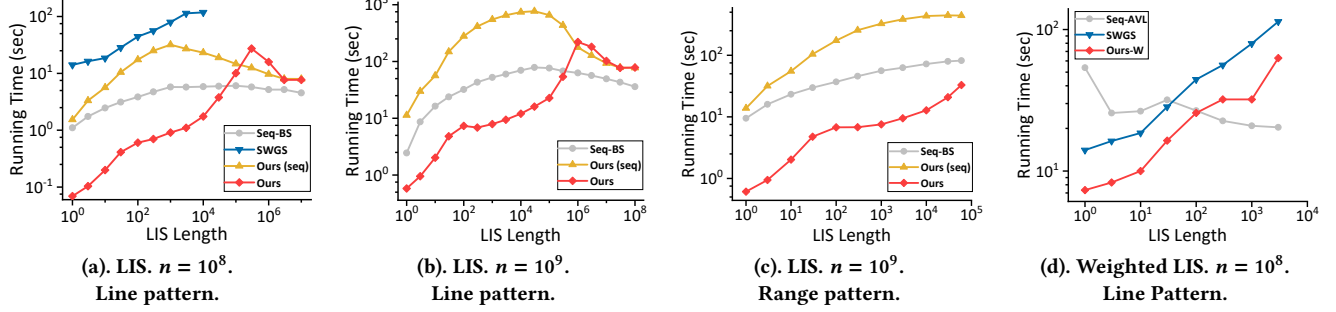 Running Time (sec)
10²
10¹
10⁰
10⁻¹
Seq-BS
SWGS
Ours (seq)
Ours
10⁰ 10² 10⁴ 10⁶
LIS Length
(a). LIS. n = 10⁸.
Line pattern.
Running Time (sec)
10³
10²
10¹
10⁰
Seq-BS
Ours (seq)
Ours
10⁰ 10² 10⁴ 10⁶ 10⁸
LIS Length
(b). LIS. n = 10⁹.
Line pattern.
Running Time (sec)
10²
10¹
10⁰
Seq-BS
Ours (seq)
Ours
10⁰ 10¹ 10² 10³ 10⁴ 10⁵
LIS Length
(c). LIS. n = 10⁹.
Range pattern.
Running Time (sec)
10²
10¹
Seq-AVL
SWGS
Ours-W
10⁰ 10¹ 10² 10³ 10⁴
LIS Length
(d). Weighted LIS. n = 10⁸.
Line Pattern.